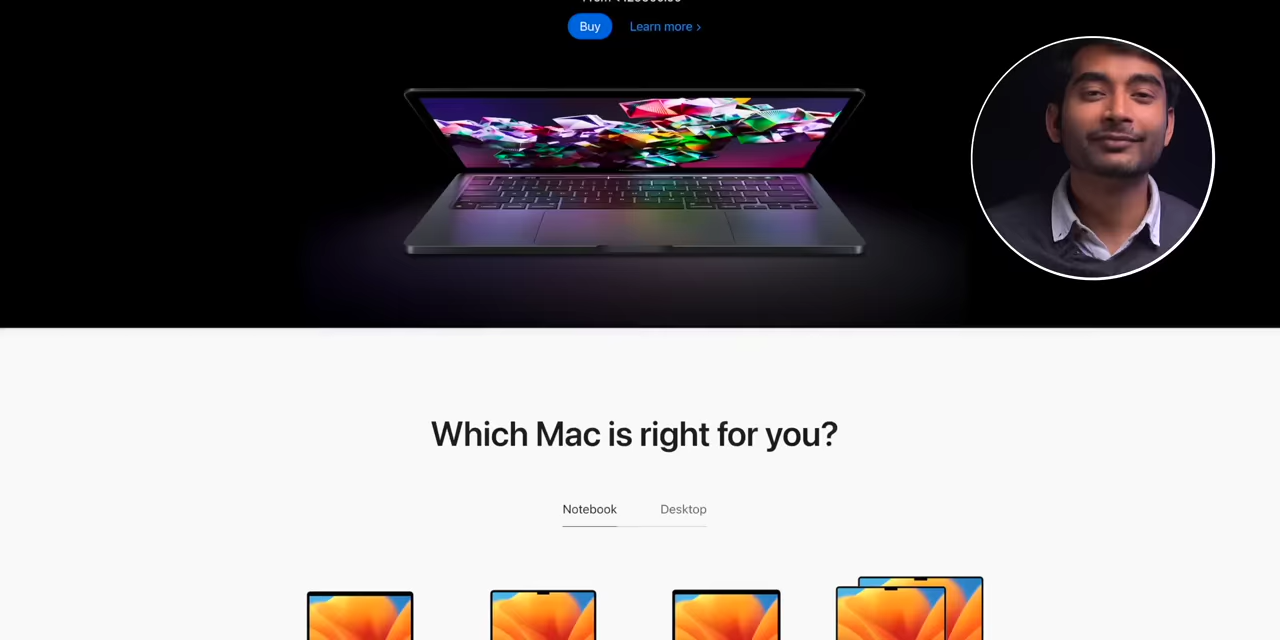 Buy
Learn more >
Which Mac is right for you?
Notebook
Desktop